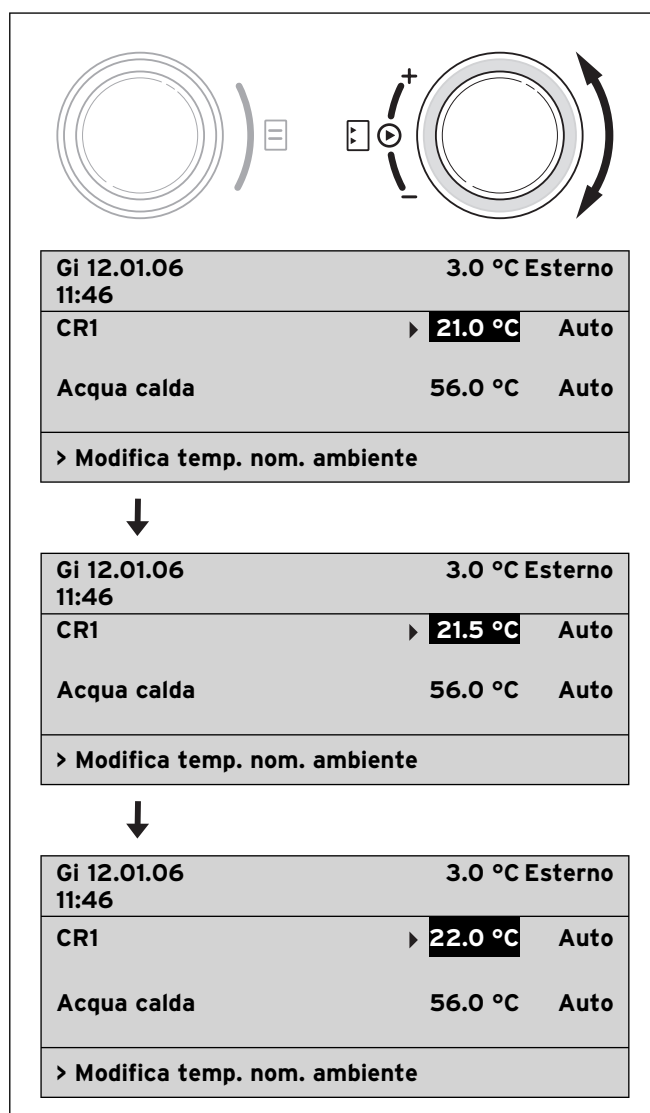 +
–
Gi 12.01.06 3.0 °C Esterno
11:46
CR1 21.0 °C Auto
Acqua calda 56.0 °C Auto
> Modifica temp. nom. ambiente
Gi 12.01.06 3.0 °C Esterno
11:46
CR1 21.5 °C Auto
Acqua calda 56.0 °C Auto
> Modifica temp. nom. ambiente
Gi 12.01.06 3.0 °C Esterno
11:46
CR1 22.0 °C Auto
Acqua calda 56.0 °C Auto
> Modifica temp. nom. ambiente